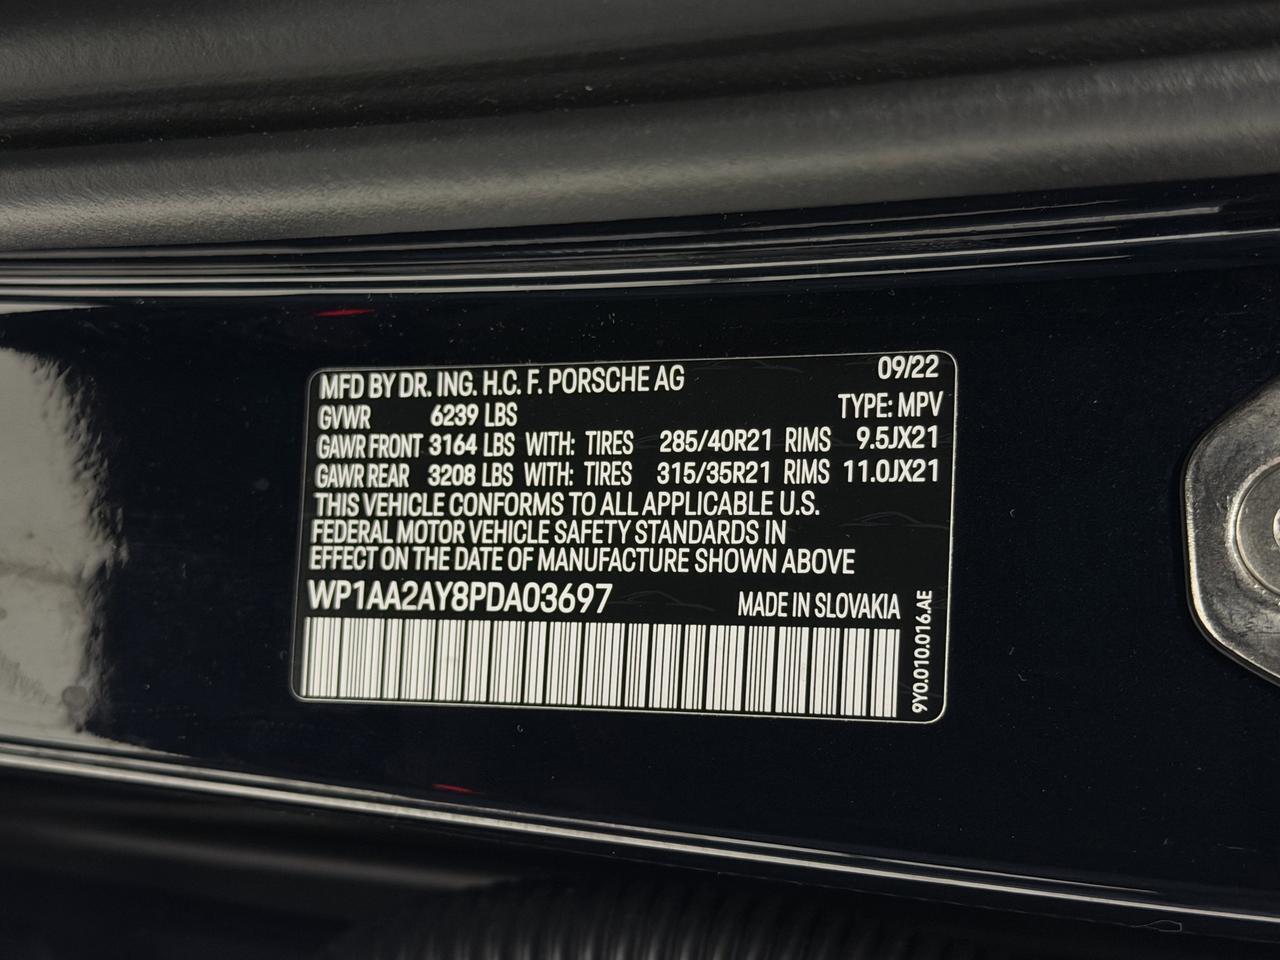 MFD BY DR. ING. H.C. F. PORSCHE AG 09/22
GVWR 6239 LBS TYPE: MPV
GAWR FRONT 3164 LBS WITH: TIRES 285/40R21 RIMS 9.5JX21
GAWR REAR 3208 LBS WITH: TIRES 315/35R21 RIMS 11.0JX21
THIS VEHICLE CONFORMS TO ALL APPLICABLE U.S.
FEDERAL MOTOR VEHICLE SAFETY STANDARDS IN
EFFECT ON THE DATE OF MANUFACTURE SHOWN ABOVE
WP1AA2AY8PDA03697 MADE IN SLOVAKIA
9Y0.010.016.AE